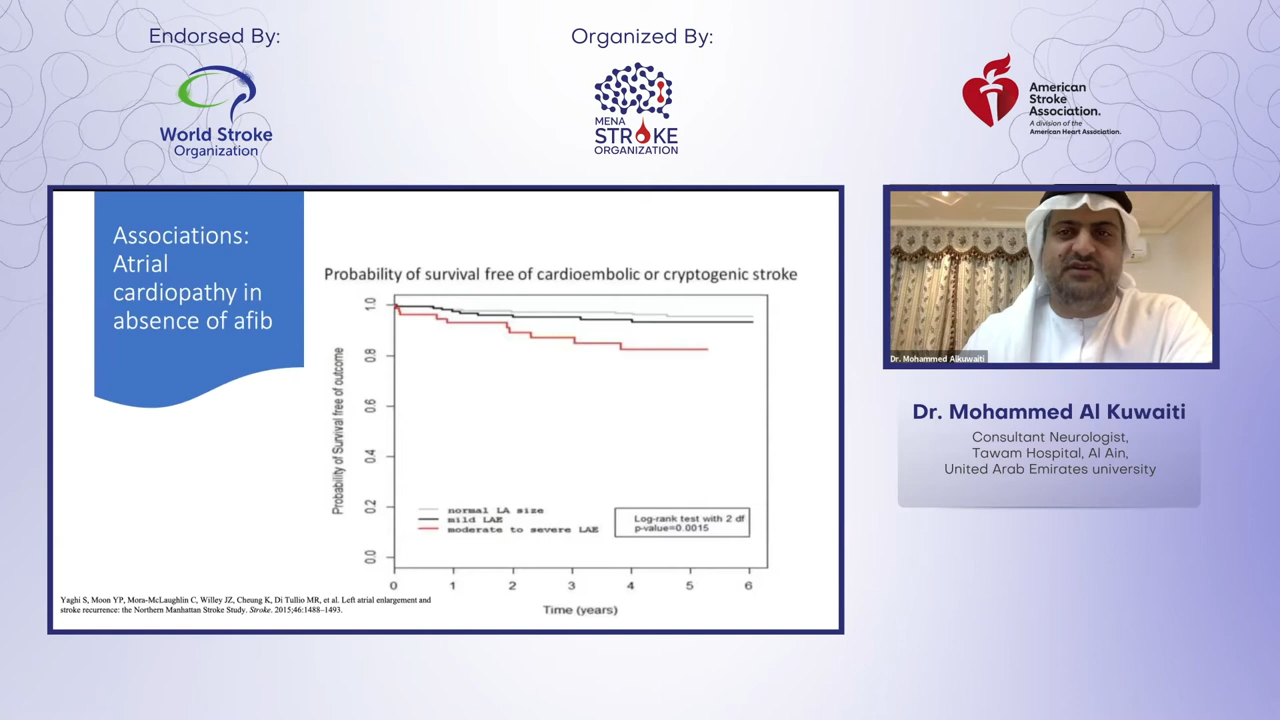 Endorsed By:
World Stroke
Organization
Organized By:
MENA
STROKE
ORGANIZATION
American
Stroke
Association.
A division of the
American Heart Association.
Associations:
Atrial
cardiopathy in
absence of afib
Probability of survival free of cardioembolic or cryptogenic stroke
Probability of Survival free of outcome
1.0
0.8
0.6
0.4
0.2
0.0
normal LA size
mild LAE
moderate to severe LAE
Log-rank test with 2 df
p-value=0.0015
0 1 2 3 4 5 6
Time (years)
Yaghi S, Moon YP, Mora-McLaughlin C, Willey JZ, Cheung K, Di Tullio MR, et al. Left atrial enlargement and
stroke recurrence: the Northern Manhattan Stroke Study. Stroke. 2015;46:1488–1493.
Dr. Mohammed Alkuwaiti
Dr. Mohammed Al Kuwaiti
Consultant Neurologist,
Tawam Hospital, Al Ain,
United Arab Emirates university